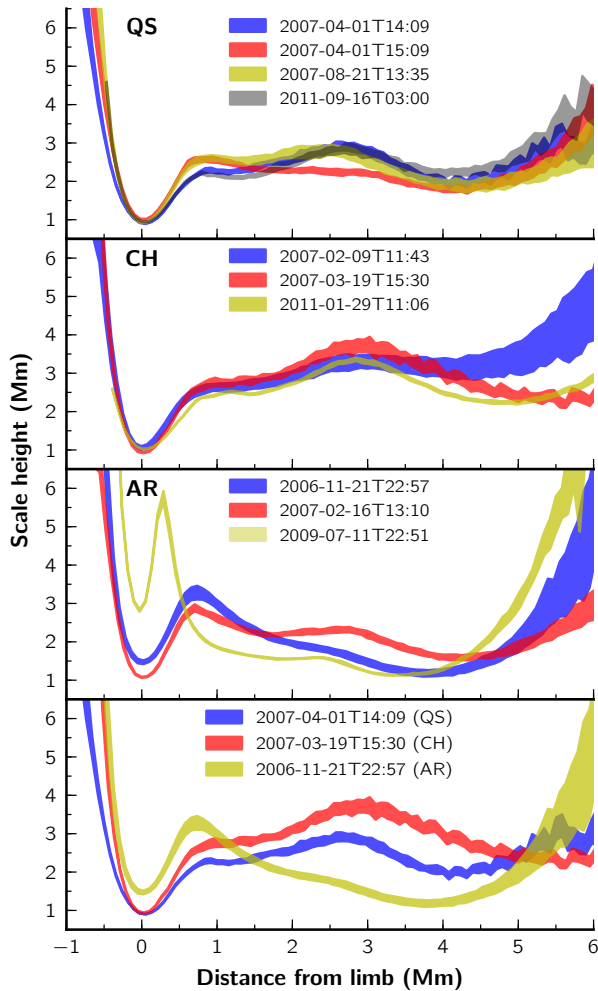 QS
2007-04-01T14:09
2007-04-01T15:09
2007-08-21T13:35
2011-09-16T03:00
6
5
4
3
2
1
CH
2007-02-09T11:43
2007-03-19T15:30
2011-01-29T11:06
6
5
4
3
2
1
Scale height (Mm)
AR
2006-11-21T22:57
2007-02-16T13:10
2009-07-11T22:51
6
5
4
3
2
1
2007-04-01T14:09 (QS)
2007-03-19T15:30 (CH)
2006-11-21T22:57 (AR)
6
5
4
3
2
1
0
−1 0 1 2 3 4 5 6
Distance from limb (Mm)